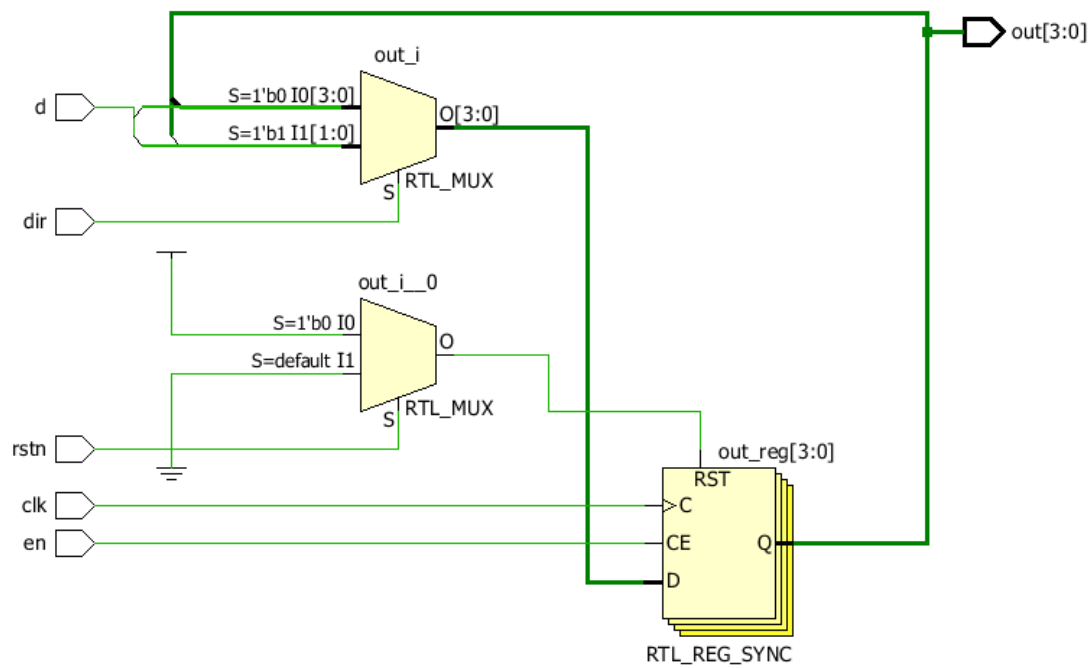 out[3:0]
out_i
d
S=1'b0 I0[3:0]
O[3:0]
S=1'b1 I1[1:0]
S
RTL_MUX
dir
out_i__0
S=1'b0 I0
O
S=default I1
S
RTL_MUX
rstn
out_reg[3:0]
RST
clk
C
en
CE
Q
D
RTL_REG_SYNC